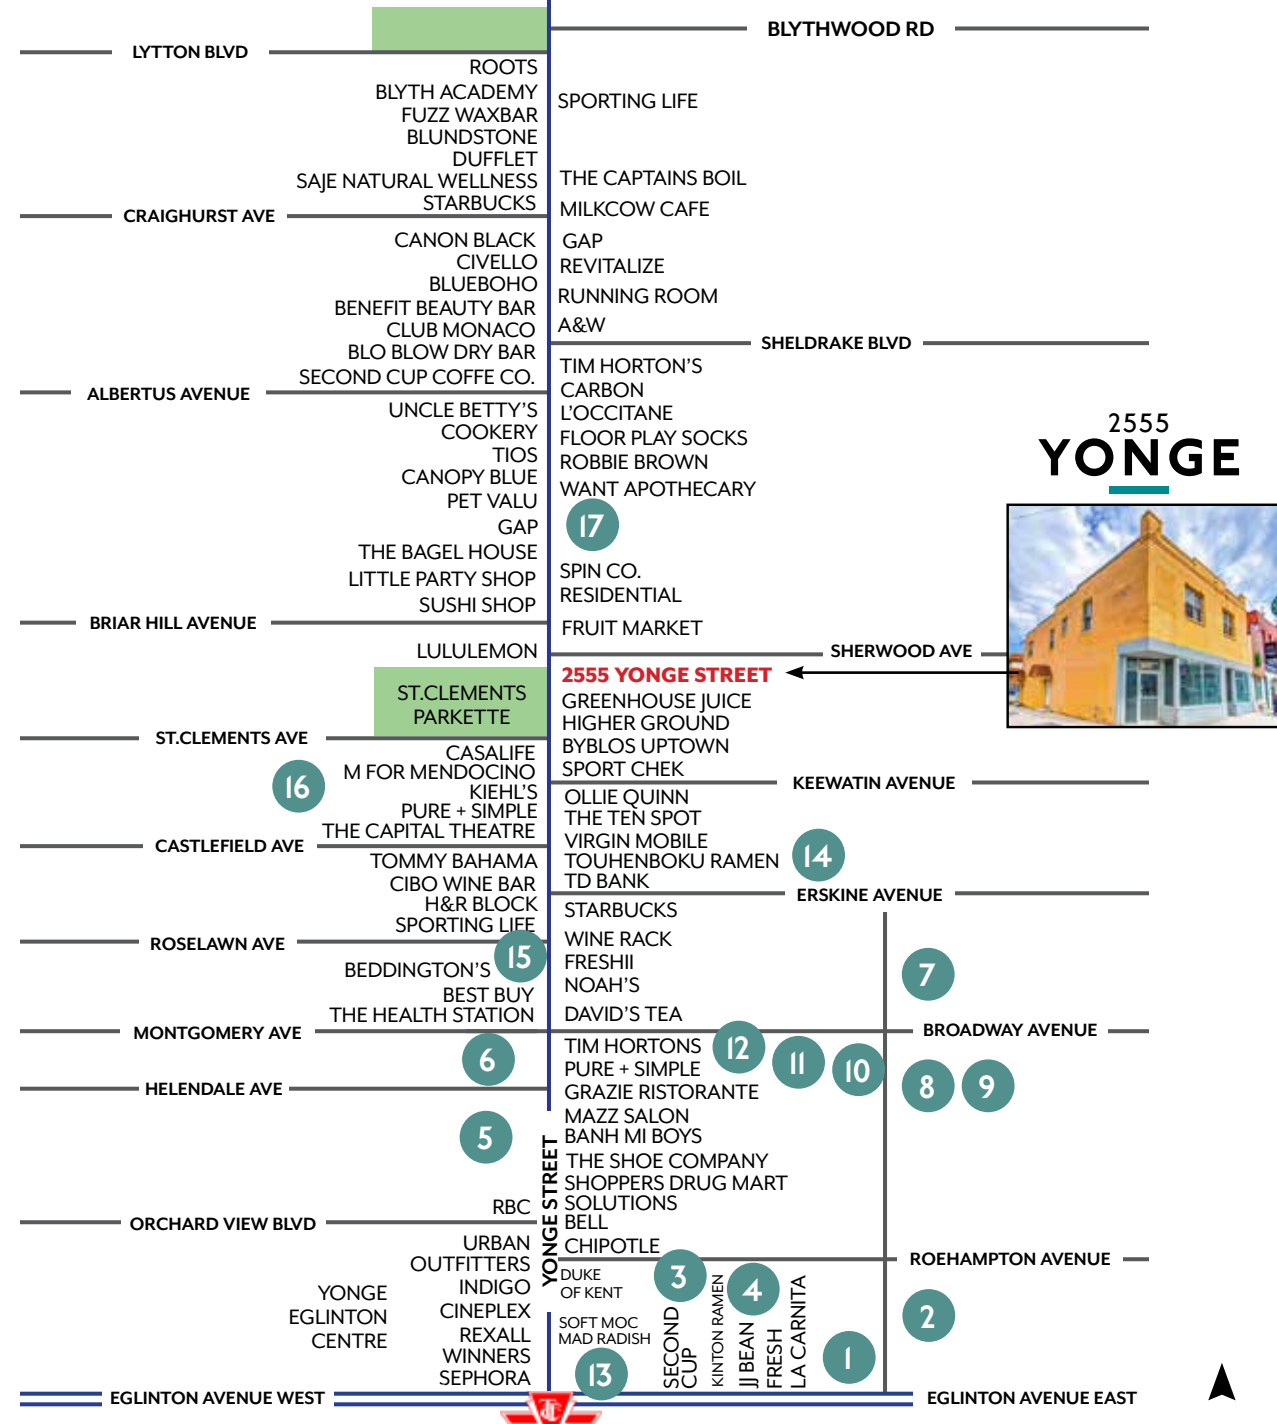 BLYTHWOOD RD
LYTTON BLVD
ROOTS
BLYTH ACADEMY
FUZZ WAXBAR
BLUNDSTONE
DUFFLET
SAJE NATURAL WELLNESS
STARBUCKS
SPORTING LIFE
THE CAPTAINS BOIL
MILKCOW CAFE
CRAIGHURST AVE
CANON BLACK
CIVELLO
BLUEBOHO
BENEFIT BEAUTY BAR
CLUB MONACO
BLO BLOW DRY BAR
SECOND CUP COFFE CO.
GAP
REVITALIZE
RUNNING ROOM
A&W
SHELDRAKE BLVD
ALBERTUS AVENUE
UNCLE BETTY'S
COOKERY
TIOS
CANOPY BLUE
PET VALU
GAP
THE BAGEL HOUSE
LITTLE PARTY SHOP
SUSHI SHOP
TIM HORTON'S
CARBON
L'OCCITANE
FLOOR PLAY SOCKS
ROBBIE BROWN
WANT APOTHECARY
17
SPIN CO.
RESIDENTIAL
FRUIT MARKET
2555
YONGE
BRIAR HILL AVENUE
LULULEMON
SHERWOOD AVE
2555 YONGE STREET
ST.CLEMENTS
PARKETTE
GREENHOUSE JUICE
HIGHER GROUND
BYBLOS UPTOWN
SPORT CHEK
ST.CLEMENTS AVE
CASALIFE
M FOR MENDOCINO
KIEHL'S
PURE + SIMPLE
THE CAPITAL THEATRE
16
KEEWATIN AVENUE
OLLIE QUINN
THE TEN SPOT
VIRGIN MOBILE
TOUHENBOKU RAMEN
TD BANK
14
CASTLEFIELD AVE
TOMMY BAHAMA
CIBO WINE BAR
H&R BLOCK
SPORTING LIFE
ERSKINE AVENUE
STARBUCKS
WINE RACK
FRESHII
NOAH'S
DAVID'S TEA
ROSELAWN AVE
15
BEDDINGTON'S
BEST BUY
THE HEALTH STATION
7
MONTGOMERY AVE
BROADWAY AVENUE
6
TIM HORTONS
PURE + SIMPLE
GRAZIE RISTORANTE
MAZZ SALON
BANH MI BOYS
THE SHOE COMPANY
SHOPPERS DRUG MART
SOLUTIONS
BELL
CHIPOTLE
12
11
10
8
9
HELENDALE AVE
5
YONGE STREET
RBC
ORCHARD VIEW BLVD
URBAN
OUTFITTERS
INDIGO
CINEPLEX
REXALL
WINNERS
SEPHORA
YONGE
EGLINTON
CENTRE
ROEHAMPTON AVENUE
DUKE
OF KENT
SOFT MOC
MAD RADISH
13
3
SECOND
CUP
KINTON RAMEN
4
JJ BEAN
FRESH
LA CARNITA
1
2
EGLINTON AVENUE WEST
TTC
EGLINTON AVENUE EAST